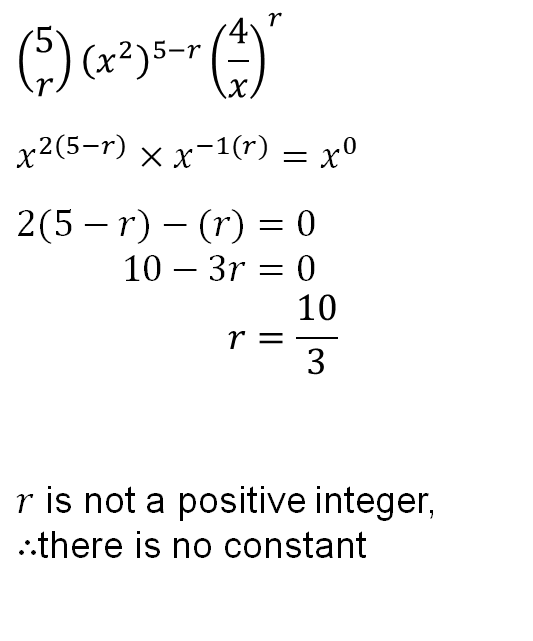 (5 r) (x²)⁵⁻ʳ (4/x)ʳ
x²⁽⁵⁻ʳ⁾ × x⁻¹⁽ʳ⁾ = x⁰
2(5 − r) − (r) = 0
10 − 3r = 0
r = 10/3
r is not a positive integer,
∴there is no constant